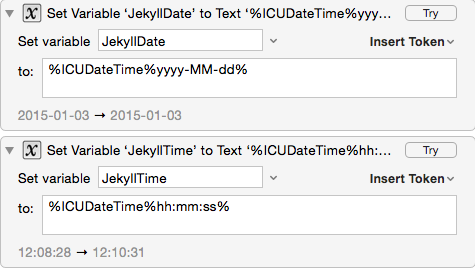 Set Variable ‘JekyllDate’ to Text ‘%ICUDateTime%yyy... Try
Set variable JekyllDate Insert Token
to: %ICUDateTime%yyyy-MM-dd%
2015-01-03 → 2015-01-03
Set Variable ‘JekyllTime’ to Text ‘%ICUDateTime%hh:... Try
Set variable JekyllTime Insert Token
to: %ICUDateTime%hh:mm:ss%
12:08:28 → 12:10:31